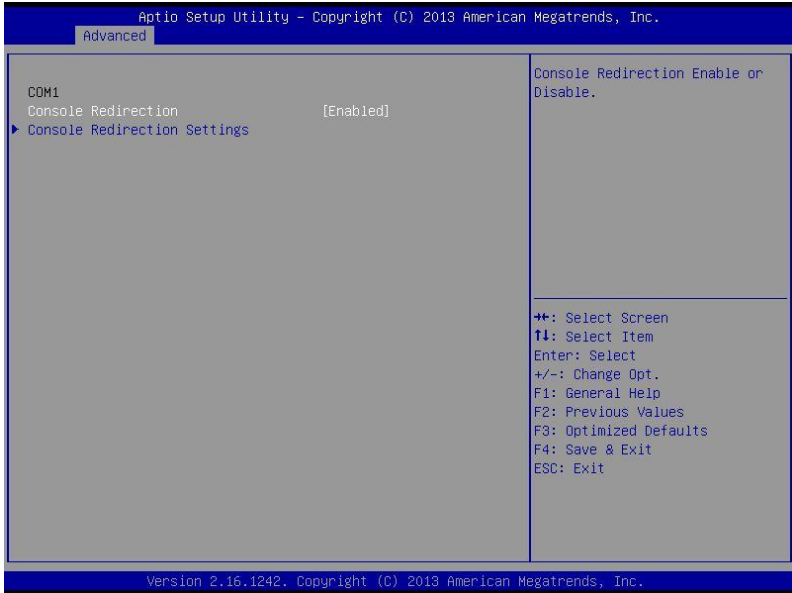 Aptio Setup Utility – Copyright (C) 2013 American Megatrends, Inc.
Advanced
COM1
Console Redirection [Enabled]
Console Redirection Settings
Console Redirection Enable or
Disable.
→←: Select Screen
↑↓: Select Item
Enter: Select
+/-: Change Opt.
F1: General Help
F2: Previous Values
F3: Optimized Defaults
F4: Save & Exit
ESC: Exit
Version 2.16.1242. Copyright (C) 2013 American Megatrends, Inc.